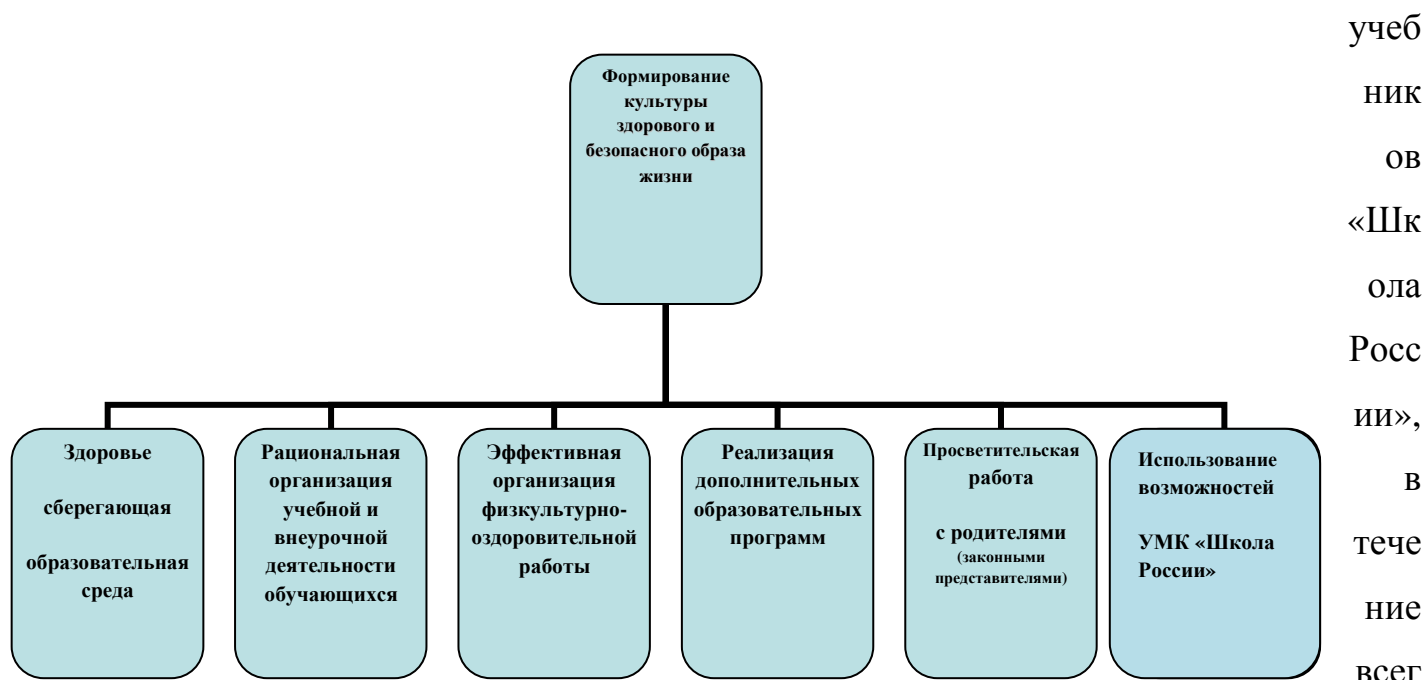 Формирование
культуры
здорового и
безопасного образа
жизни
Здоровье
сберегающая
образовательная
среда
Рациональная
организация
учебной и
внеурочной
деятельности
обучающихся
Эффективная
организация
физкультурно-
оздоровительной
работы
Реализация
дополнительных
образовательных
программ
Просветительская
работа
с родителями
(законными
представителями)
Использование
возможностей
УМК «Школа
России»
учеб
ник
ов
«Шк
ола
Росс
ии»,
в
тече
ние
всег